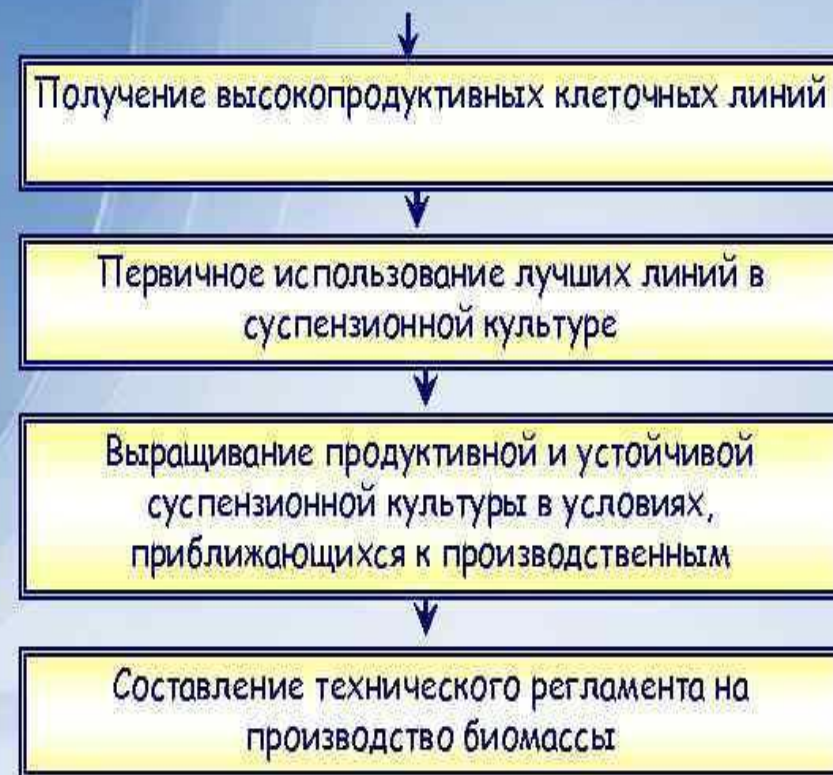 Получение высокопродуктивных клеточных линий
Первичное использование лучших линий в
суспензионной культуре
Выращивание продуктивной и устойчивой
суспензионной культуры в условиях,
приближающихся к производственным
Составление технического регламента на
производство биомассы